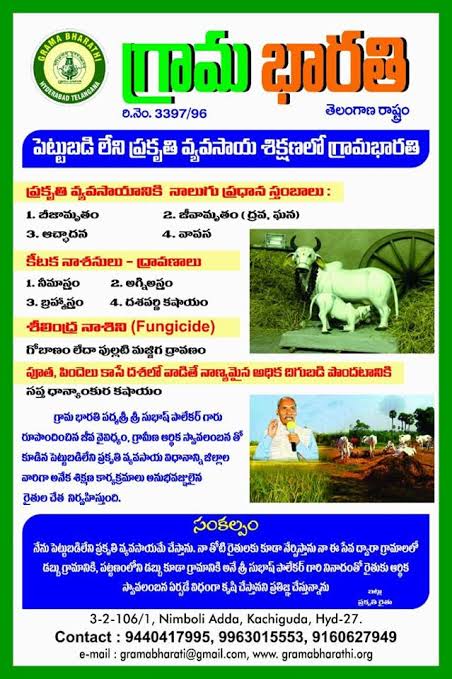 GRAMA BHARATHI
HYDERABAD TELANGANA
గ్రామ భారతి
రి.నెం. 3397/96
తెలంగాణ రాష్ట్రం
పెట్టుబడి లేని ప్రకృతి వ్యవసాయ శిక్షణలో గ్రామభారతి
ప్రకృతి వ్యవసాయానికి నాలుగు ప్రధాన స్తంబాలు :
1. బీజామృతం 2. జీవామృతం ( ద్రవ, ఘన)
3. ఆచ్ఛాదన 4. వాపస
కీటక నాశనులు - ద్రావణాలు
1. నీమాస్త్రం 2. అగ్నిఅస్త్రం
3. బ్రహ్మాస్త్రం 4. దశపర్ణి కషాయం
శీలింద్ర నాశిని (Fungicide)
గోబాణం లేదా పుల్లటి మజ్జిగ ద్రావణం
పూత, పిందెలు కాసే దశలో వాడితే నాణ్యమైన అధిక దిగుబడి పొందటానికి
సప్త ధాన్యాంకుర కషాయం
గ్రామ భారతి పద్మశ్రీ శ్రీ సుభాష్ పాలేకర్ గారు
రూపొందించిన జీవ వైవిధ్యం, గ్రామీణ ఆర్థిక స్వావలంబన తో
కూడిన పెట్టుబడిలేని ప్రకృతి వ్యవసాయ విధానాన్ని జిల్లాల
వారిగా అనేక శిక్షణ కార్యక్రమాలు అనుభవజ్ఞులైన
రైతుల చేత నిర్వహిస్తుంది.
సంకల్పం
నేను పెట్టుబడిలేని ప్రకృతి వ్యవసాయమే చేస్తాను. నా తోటి రైతులకు కూడా నేర్పిస్తాను నా ఈ సేవ ద్వారా గ్రామాలలో
డబ్బు గ్రామానికి, పట్టణంలోని డబ్బు కూడా గ్రామానికి అనే శ్రీ సుభాష్ పాలేకర్ గారి నినాదంతో రైతుకు ఆర్థిక
స్వావలంబన ఏర్పడే విధంగా కృషి చేస్తానని ప్రతిజ్ఞ చేస్తున్నాను
ఇట్లు
ప్రకృతి రైతు
3-2-106/1, Nimboli Adda, Kachiguda, Hyd-27.
Contact : 9440417995, 9963015553, 9160627949
e-mail : gramabharati@gmail.com, www. gramabharathi.org